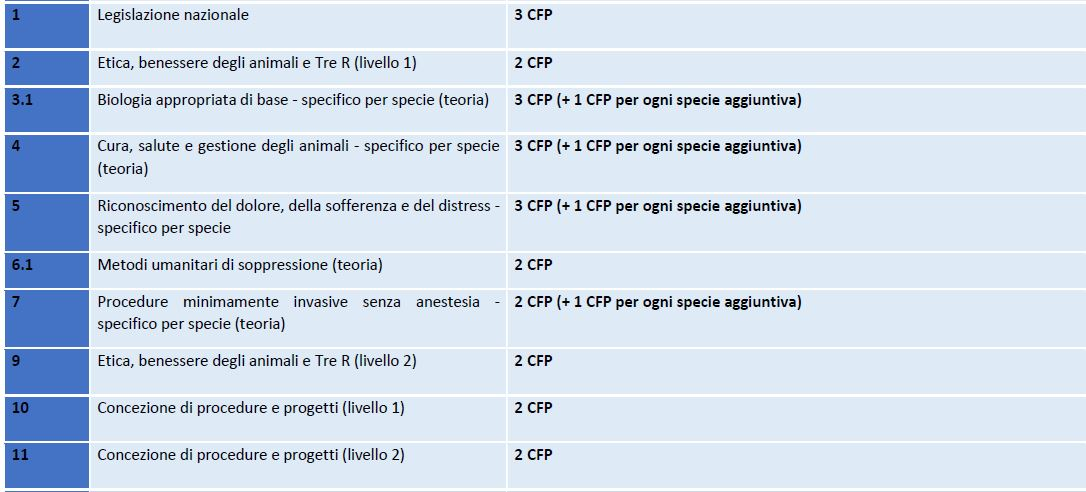 1 Legislazione nazionale 3 CFP
2 Etica, benessere degli animali e Tre R (livello 1) 2 CFP
3.1 Biologia appropriata di base - specifico per specie (teoria) 3 CFP (+ 1 CFP per ogni specie aggiuntiva)
4 Cura, salute e gestione degli animali - specifico per specie 3 CFP (+ 1 CFP per ogni specie aggiuntiva)
(teoria)
5 Riconoscimento del dolore, della sofferenza e del distress - 3 CFP (+ 1 CFP per ogni specie aggiuntiva)
specifico per specie
6.1 Metodi umanitari di soppressione (teoria) 2 CFP
7 Procedure minimamente invasive senza anestesia - 2 CFP (+ 1 CFP per ogni specie aggiuntiva)
specifico per specie (teoria)
9 Etica, benessere degli animali e Tre R (livello 2) 2 CFP
10 Concezione di procedure e progetti (livello 1) 2 CFP
11 Concezione di procedure e progetti (livello 2) 2 CFP